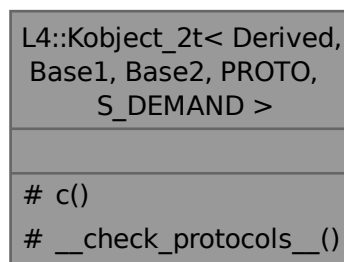 L4::Kobject_2t< Derived,
Base1, Base2, PROTO,
S_DEMAND >
# c()
# __check_protocols__()